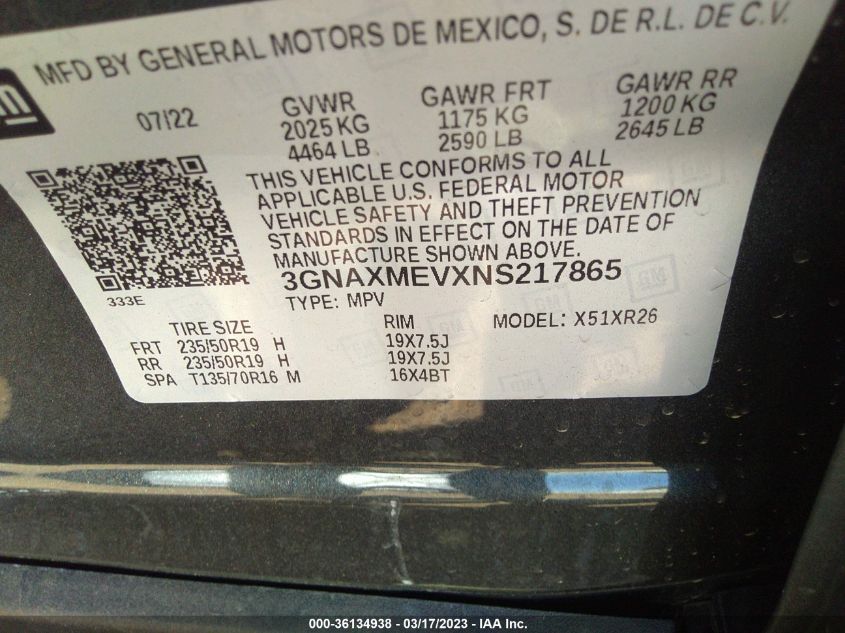 MFD BY GENERAL MOTORS DE MEXICO, S. DE R.L. DE C.V.
gm
07/22 GVWR GAWR FRT GAWR RR
2025 KG 1175 KG 1200 KG
4464 LB 2590 LB 2645 LB
THIS VEHICLE CONFORMS TO ALL
APPLICABLE U.S. FEDERAL MOTOR
VEHICLE SAFETY AND THEFT PREVENTION
STANDARDS IN EFFECT ON THE DATE OF
MANUFACTURE SHOWN ABOVE.
3GNAXMEVXNS217865
333E TYPE: MPV
TIRE SIZE RIM MODEL: X51XR26
FRT 235/50R19 H 19X7.5J
RR 235/50R19 H 19X7.5J
SPA T135/70R16 M 16X4BT
000-36134938 - 03/17/2023 - IAA Inc.